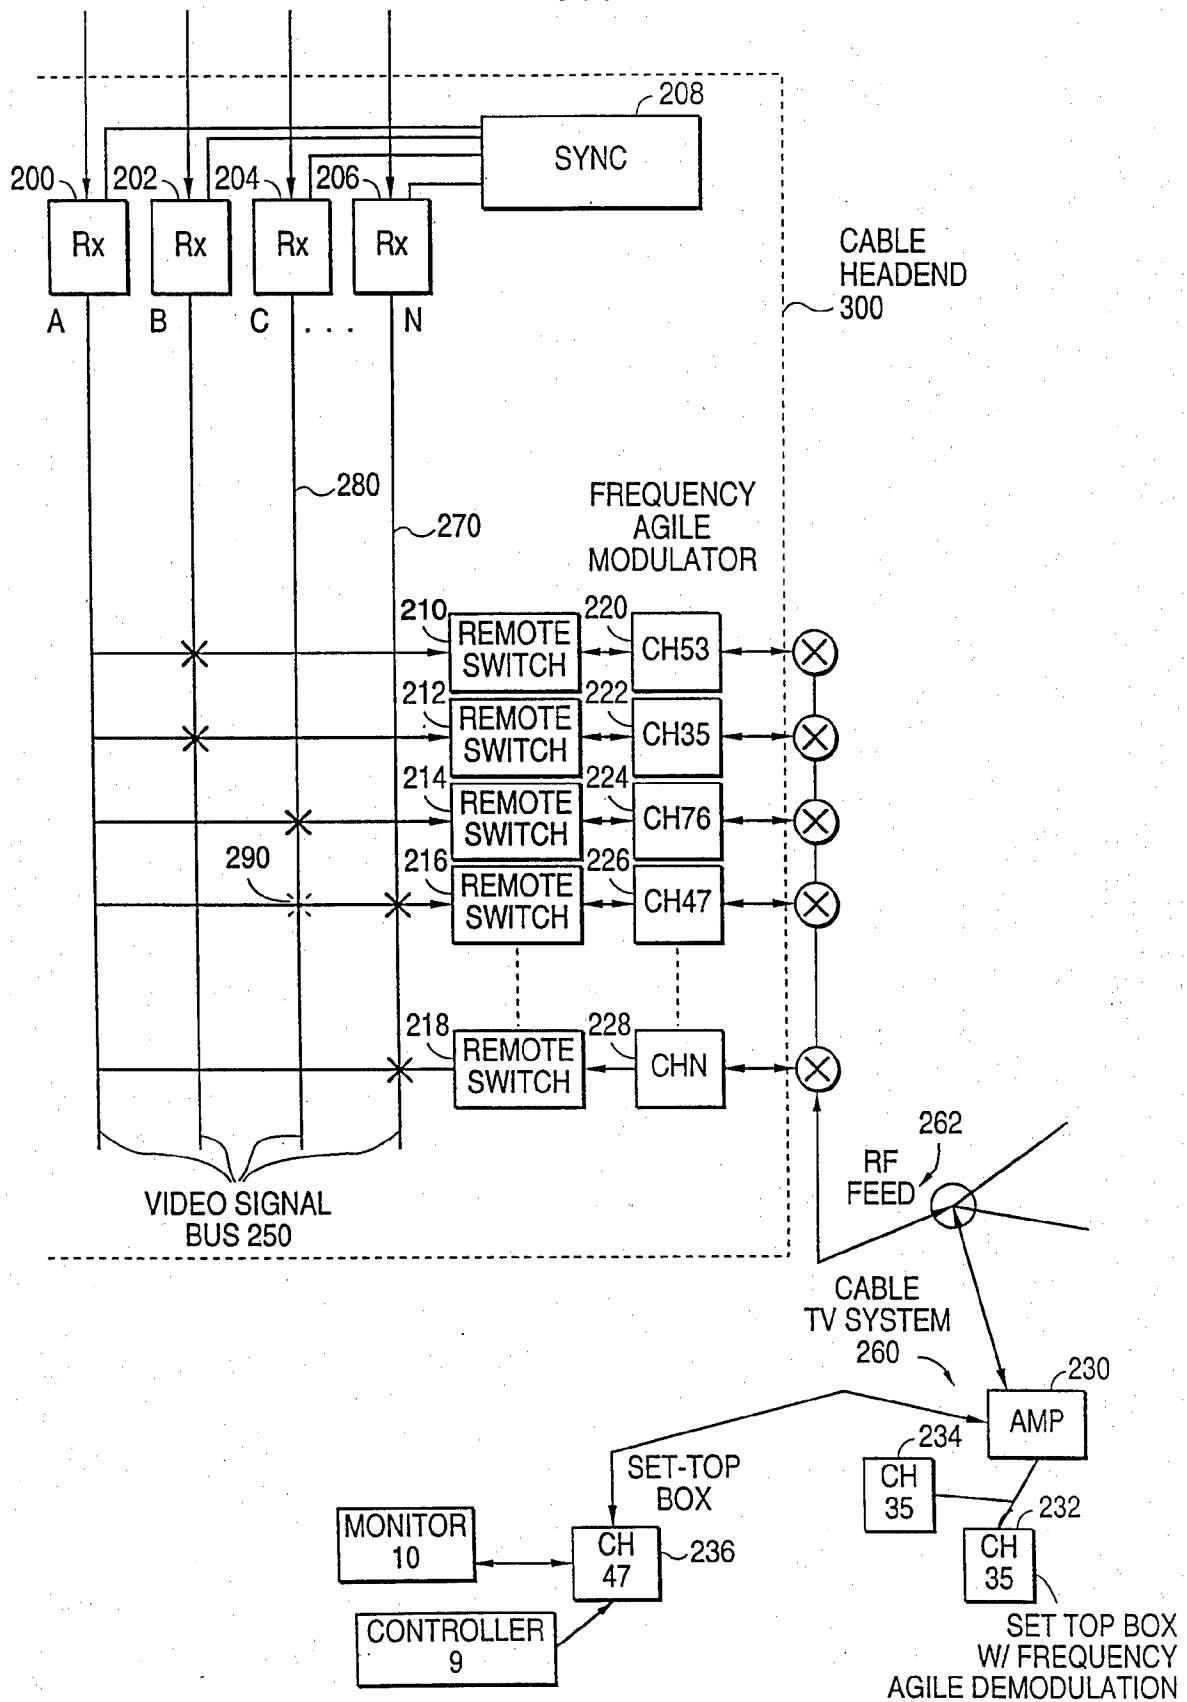 208
SYNC
200
202
204
206
Rx
Rx
Rx
Rx
CABLE
HEADEND
300
A
B
C
. . .
N
280
270
FREQUENCY
AGILE
MODULATOR
210
REMOTE
SWITCH
220
CH53
212
REMOTE
SWITCH
222
CH35
214
REMOTE
SWITCH
224
CH76
290
216
REMOTE
SWITCH
226
CH47
218
REMOTE
SWITCH
228
CHN
VIDEO SIGNAL
BUS 250
262
RF
FEED
CABLE
TV SYSTEM
260
230
AMP
234
CH
35
232
CH
35
SET-TOP
BOX
MONITOR
10
CH
47
236
CONTROLLER
9
SET TOP BOX
W/ FREQUENCY
AGILE DEMODULATION